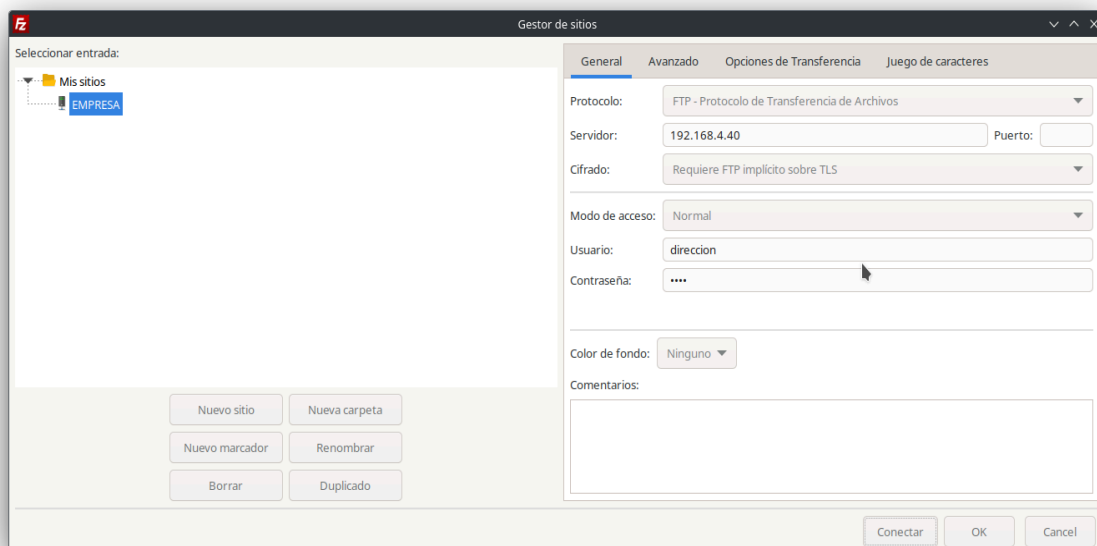 Fz
Gestor de sitios
Seleccionar entrada:
Mis sitios
EMPRESA
Nuevo sitio
Nueva carpeta
Nuevo marcador
Renombrar
Borrar
Duplicado
General
Avanzado
Opciones de Transferencia
Juego de caracteres
Protocolo: FTP - Protocolo de Transferencia de Archivos
Servidor: 192.168.4.40 Puerto:
Cifrado: Requiere FTP implícito sobre TLS
Modo de acceso: Normal
Usuario: direccion
Contraseña: ••••
Color de fondo: Ninguno
Comentarios:
Conectar
OK
Cancel